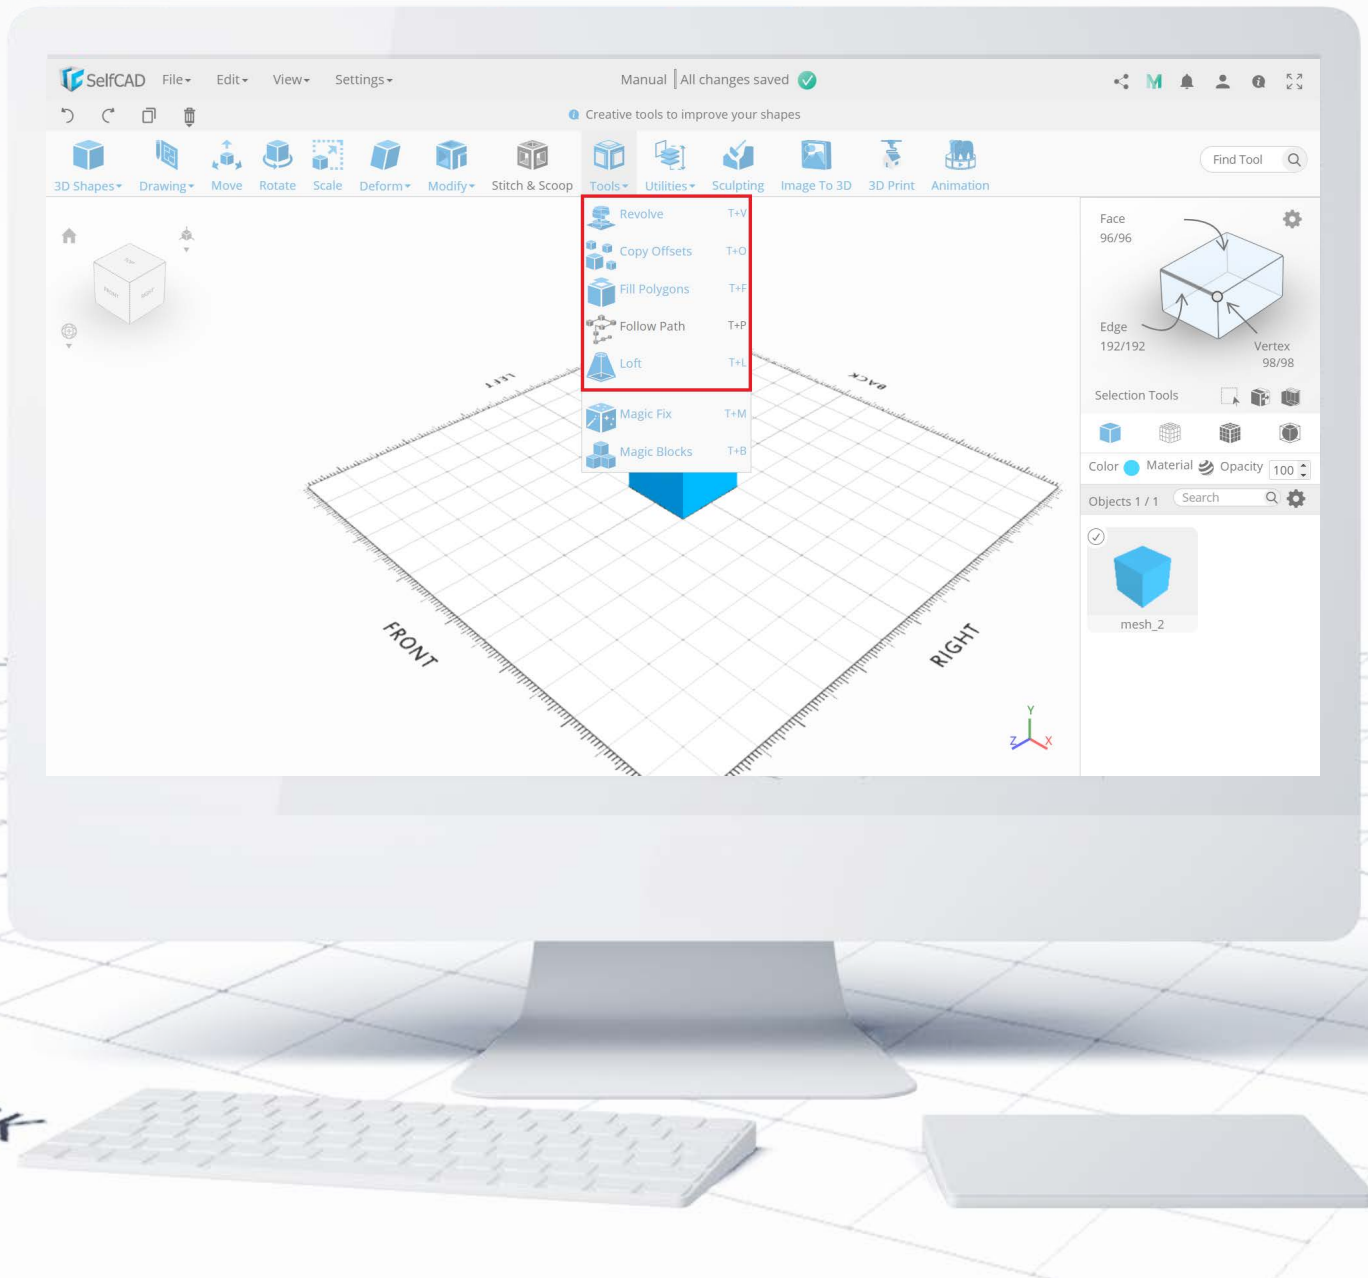 SelfCAD File Edit View Settings Manual All changes saved
Creative tools to improve your shapes
3D Shapes Drawing Move Rotate Scale Deform Modify Stitch & Scoop Tools Utilities Sculpting Image To 3D 3D Print Animation Find Tool
Revolve T+V
Copy Offsets T+O
Fill Polygons T+F
Follow Path T+P
Loft T+L
Magic Fix T+M
Magic Blocks T+B
TOP
FRONT RIGHT
LEFT
BACK
FRONT
RIGHT
Y
Z X
Face
96/96
Edge
192/192
Vertex
98/98
Selection Tools
Color Material Opacity 100
Objects 1 / 1 Search
mesh_2